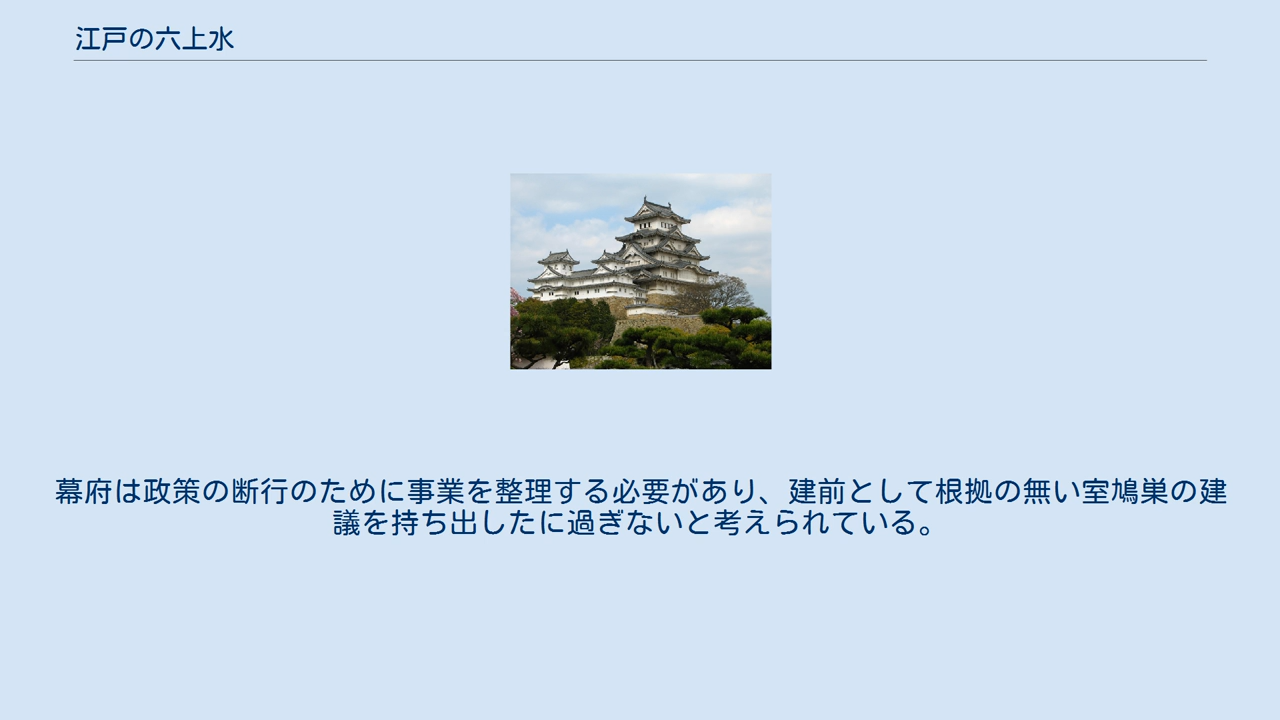 江戸の六上水
幕府は政策の断行のために事業を整理する必要があり、建前として根拠の無い室鳩巣の建
議を持ち出したに過ぎないと考えられている。